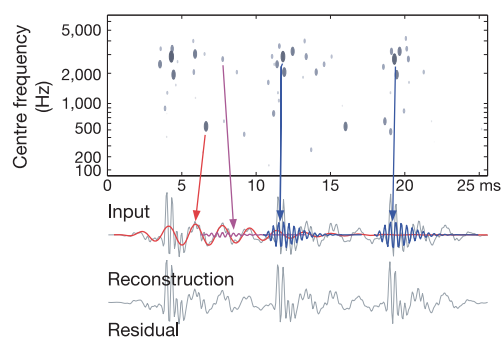 Centre frequency
(Hz)
5,000
2,000
1,000
500
200
100
0 5 10 15 20 25 ms
Input
Reconstruction
Residual